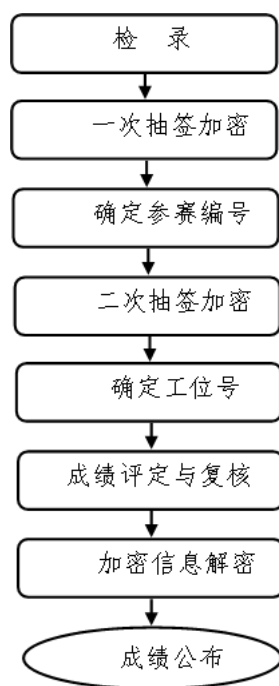 检　录
一次抽签加密
确定参赛编号
二次抽签加密
确定工位号
成绩评定与复核
加密信息解密
成绩公布